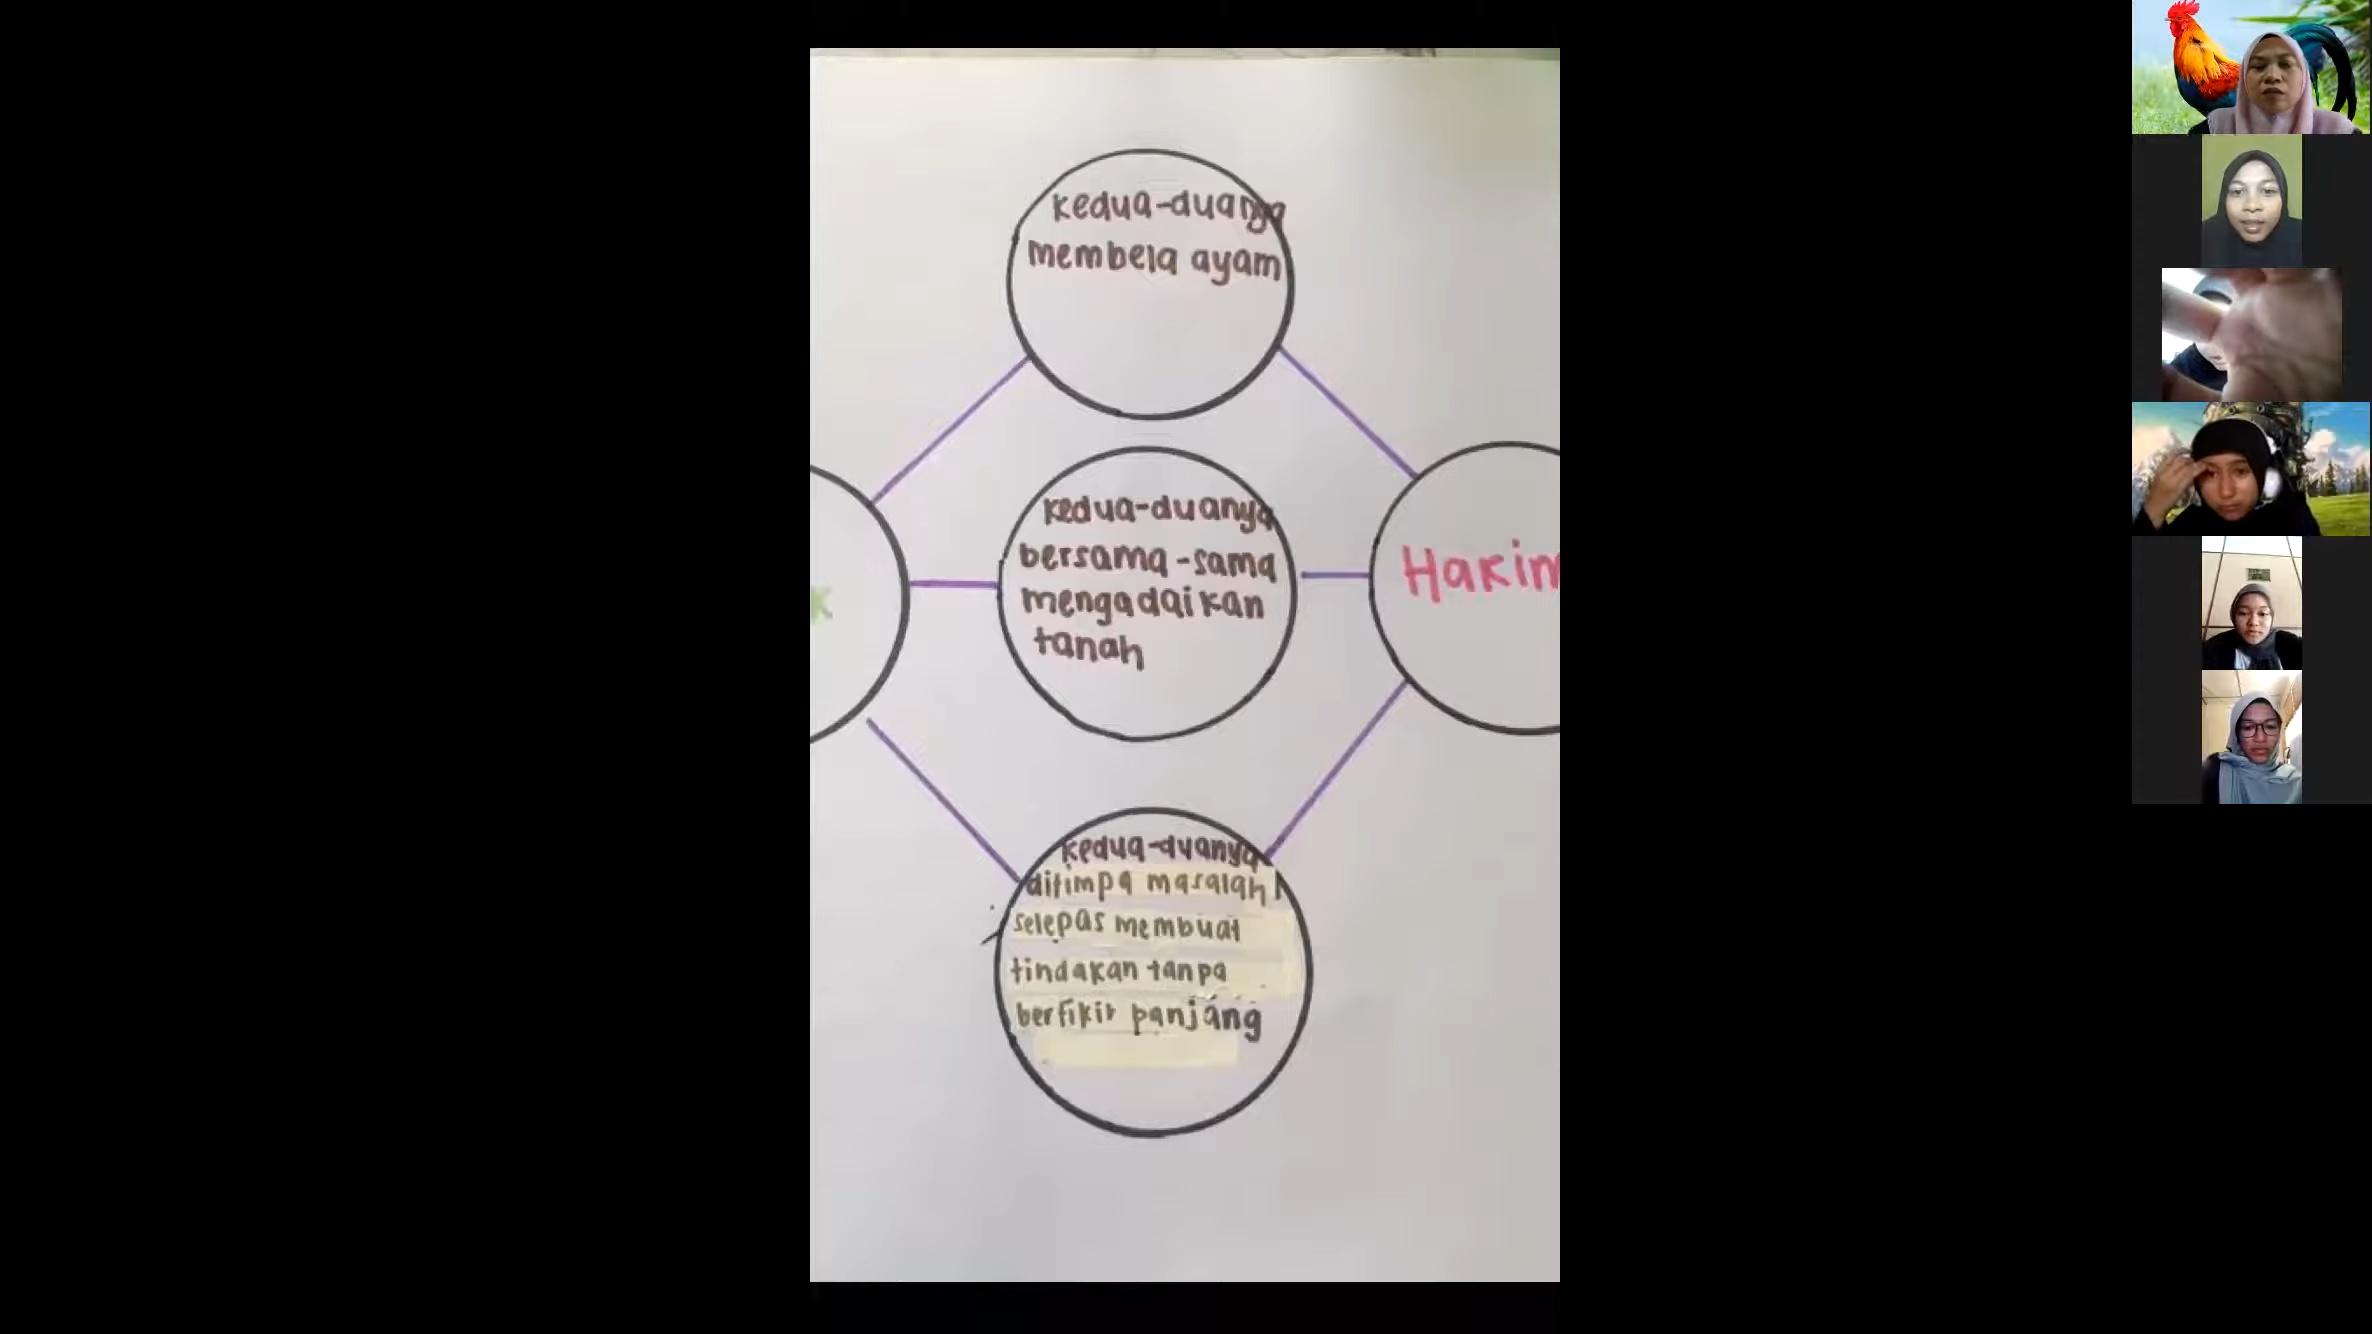 kedua-duanya
membela ayam
kedua-duanya
bersama-sama
mengadaikan
tanah
k
Hakim
kedua-duanya
ditimpa masalah
selepas membuat
tindakan tanpa
berfikir panjang